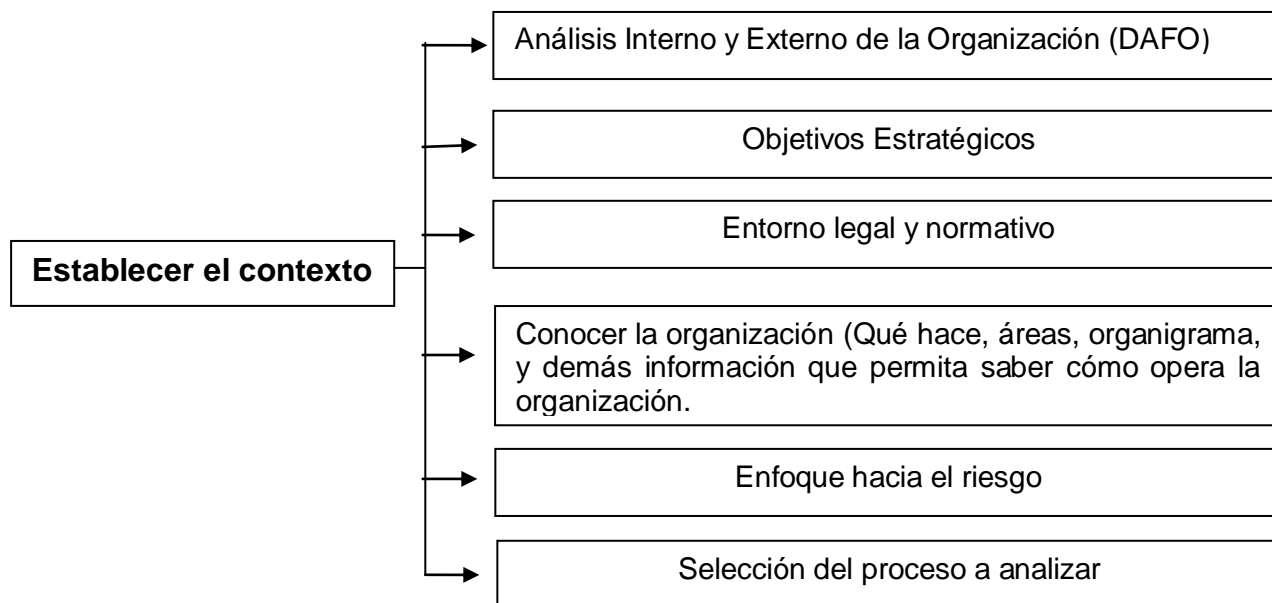 Análisis Interno y Externo de la Organización (DAFO)
Objetivos Estratégicos
Entorno legal y normativo
Establecer el contexto
Conocer la organización (Qué hace, áreas, organigrama,
y demás información que permita saber cómo opera la
organización.
Enfoque hacia el riesgo
Selección del proceso a analizar